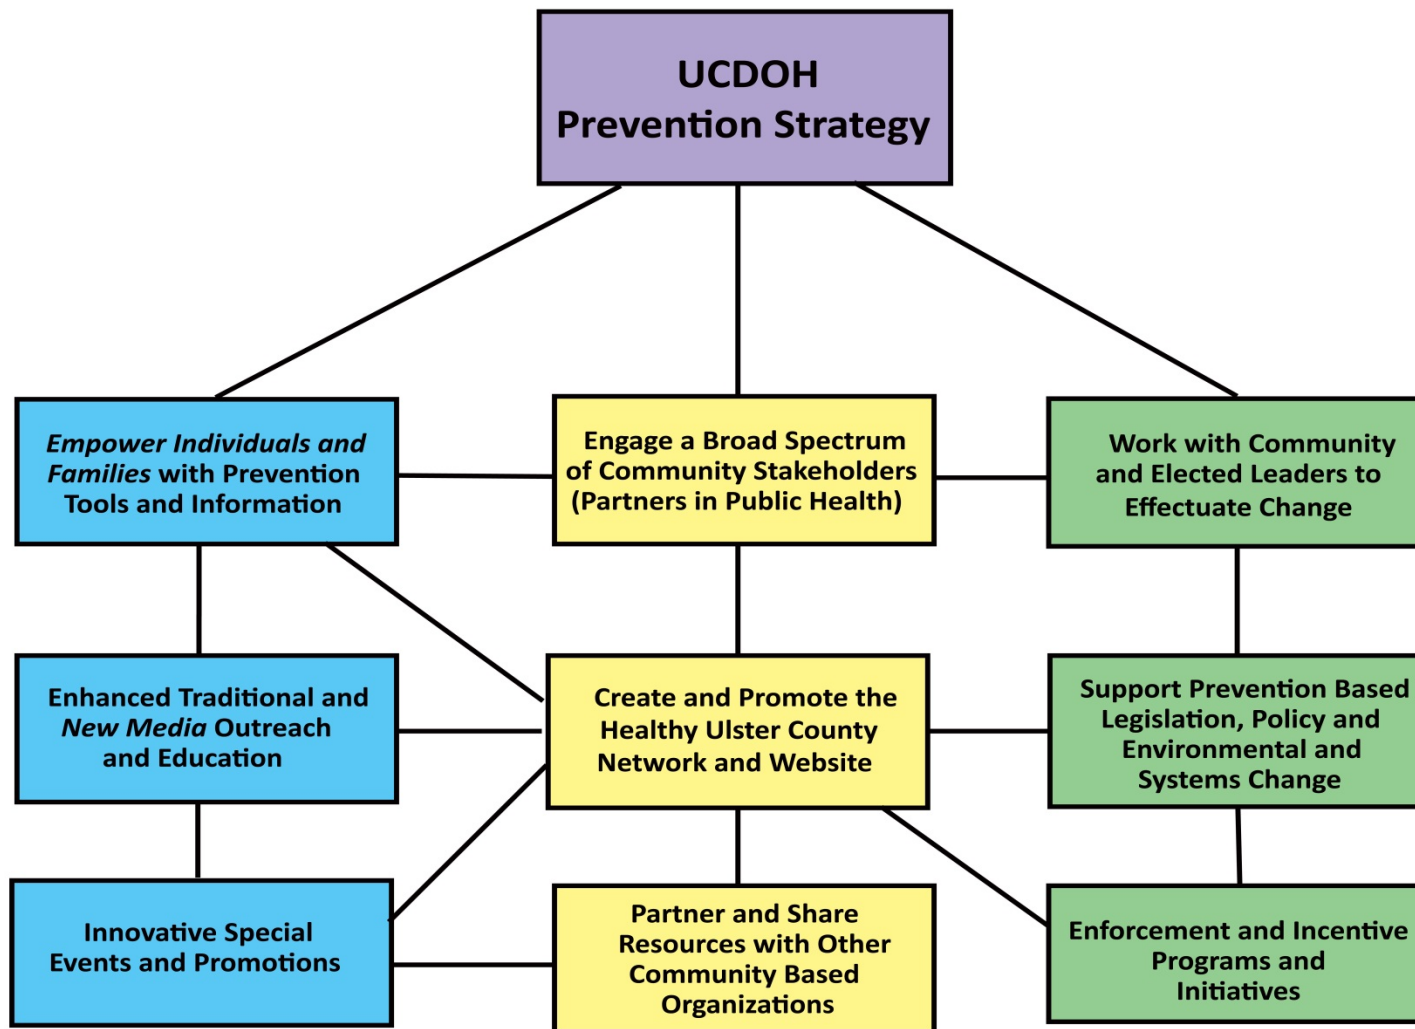 UCDOH
Prevention Strategy
Empower Individuals and
Families with Prevention
Tools and Information
Engage a Broad Spectrum
of Community Stakeholders
(Partners in Public Health)
Work with Community
and Elected Leaders to
Effectuate Change
Enhanced Traditional and
New Media Outreach
and Education
Create and Promote the
Healthy Ulster County
Network and Website
Support Prevention Based
Legislation, Policy and
Environmental and
Systems Change
Innovative Special
Events and Promotions
Partner and Share
Resources with Other
Community Based
Organizations
Enforcement and Incentive
Programs and
Initiatives